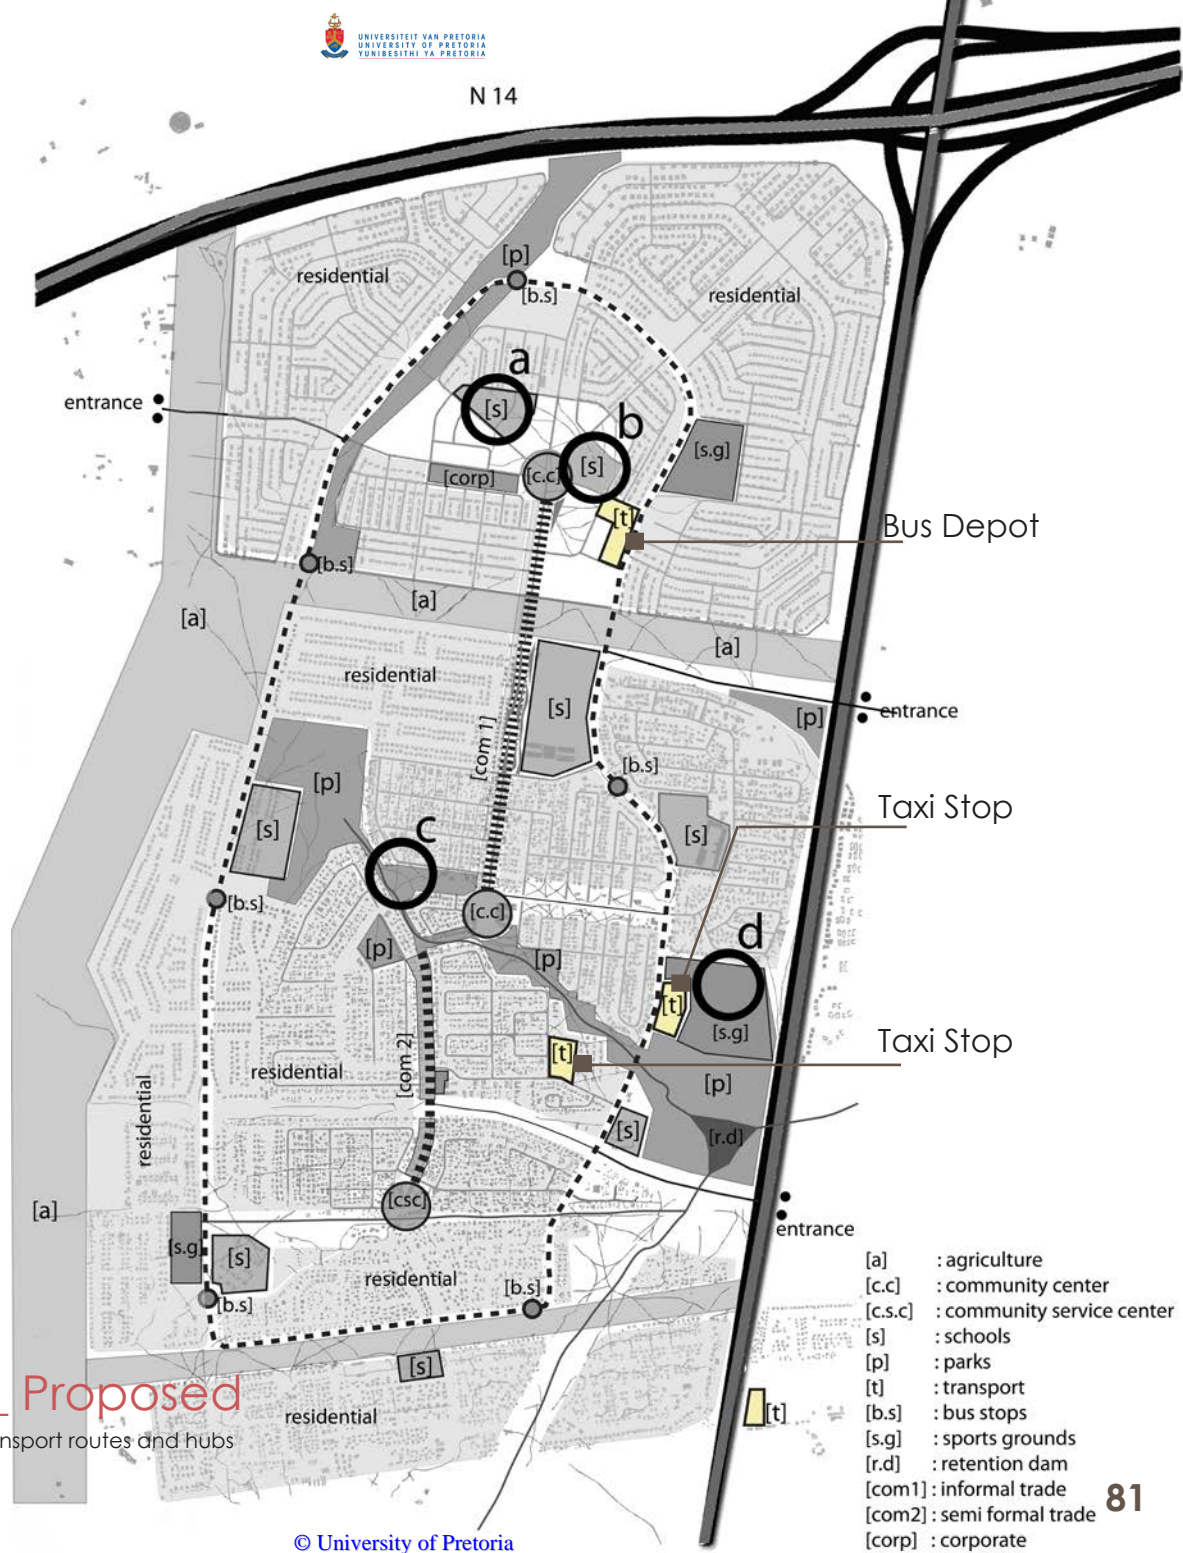 UNIVERSITEIT VAN PRETORIA
UNIVERSITY OF PRETORIA
YUNIBESITHI YA PRETORIA
N 14
[p]
residential
[b.s]
residential
a
entrance
[s]
b
[s.g]
[corp]
[c.c]
[s]
[t]
Bus Depot
[b.s]
[a]
[a]
[a]
residential
[s]
[p]
entrance
[com 1]
[b.s]
[p]
Taxi Stop
[s]
[s]
c
[b.s]
[c.c]
d
[p]
[p]
[t]
[s.g]
Taxi Stop
[t]
[com 2]
residential
[p]
residential
[s]
[r.d]
[csc]
[a]
entrance
[s.g]
[s]
residential
[b.s]
[b.s]
[s]
Proposed
residential
nsport routes and hubs
[t]
[a] : agriculture
[c.c] : community center
[c.s.c] : community service center
[s] : schools
[p] : parks
[t] : transport
[b.s] : bus stops
[s.g] : sports grounds
[r.d] : retention dam
[com1] : informal trade
[com2] : semi formal trade
[corp] : corporate
81
© University of Pretoria